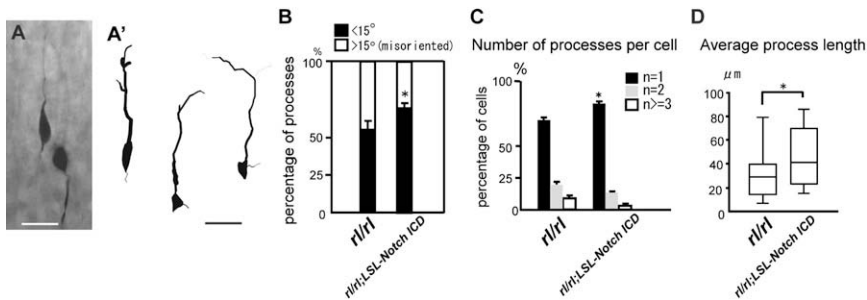 A
A'
B
<15°
>15° (misoriented)
%
percentage of processes
100
50
0
*
rl/rl
rl/rl;LSL-Notch ICD
C
Number of processes per cell
%
percentage of cells
100
75
50
25
0
n=1
n=2
n>=3
*
rl/rl
rl/rl;LSL-Notch ICD
D
Average process length
μm
100
80
60
40
20
0
*
rl/rl
rl/rl;LSL-Notch ICD